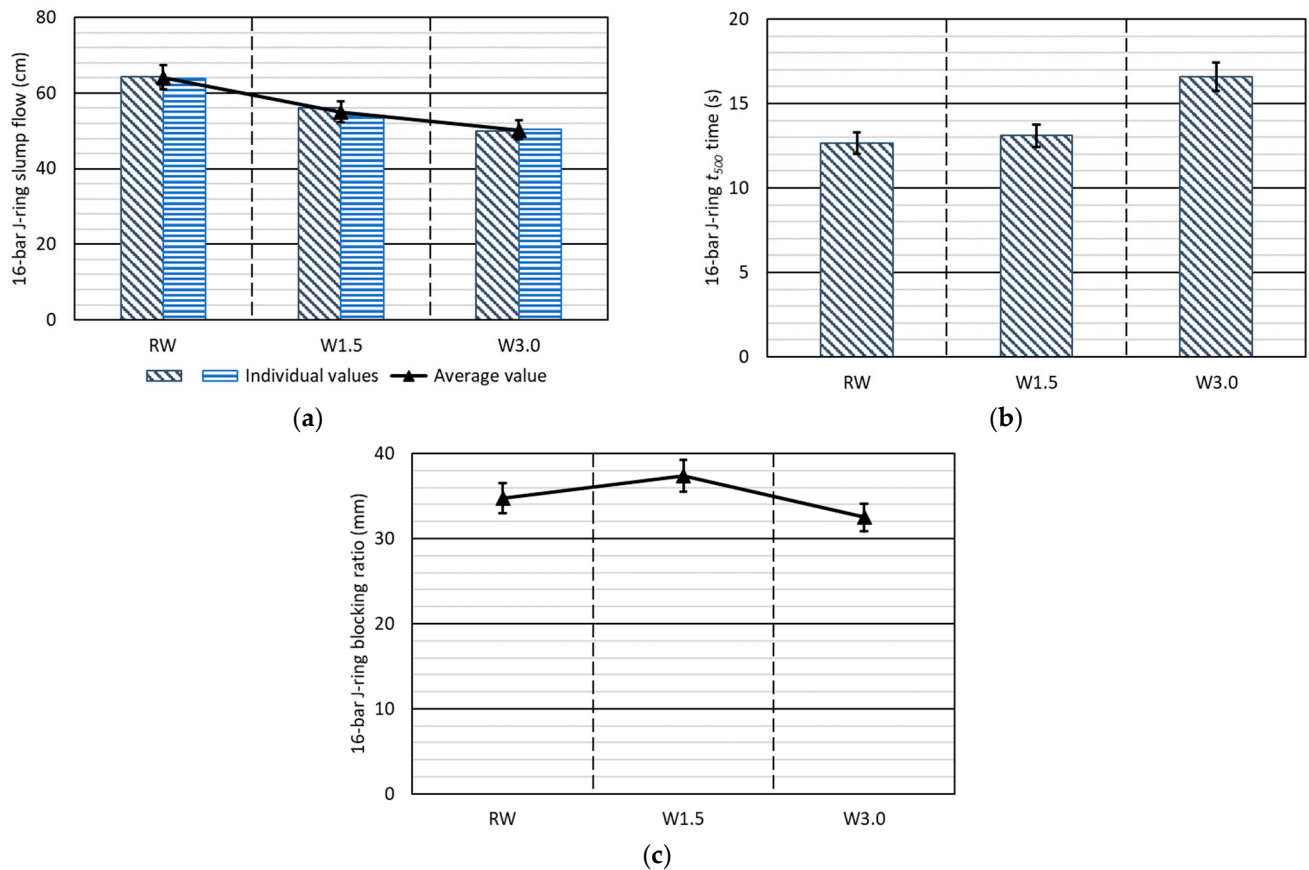 16-bar J-ring slump flow (cm)
80
60
40
20
0
RW W1.5 W3.0
Individual values Average value
(a)
16-bar J-ring t500 time (s)
20
15
10
5
0
RW W1.5 W3.0
(b)
16-bar J-ring blocking ratio (mm)
40
30
20
10
0
RW W1.5 W3.0
(c)